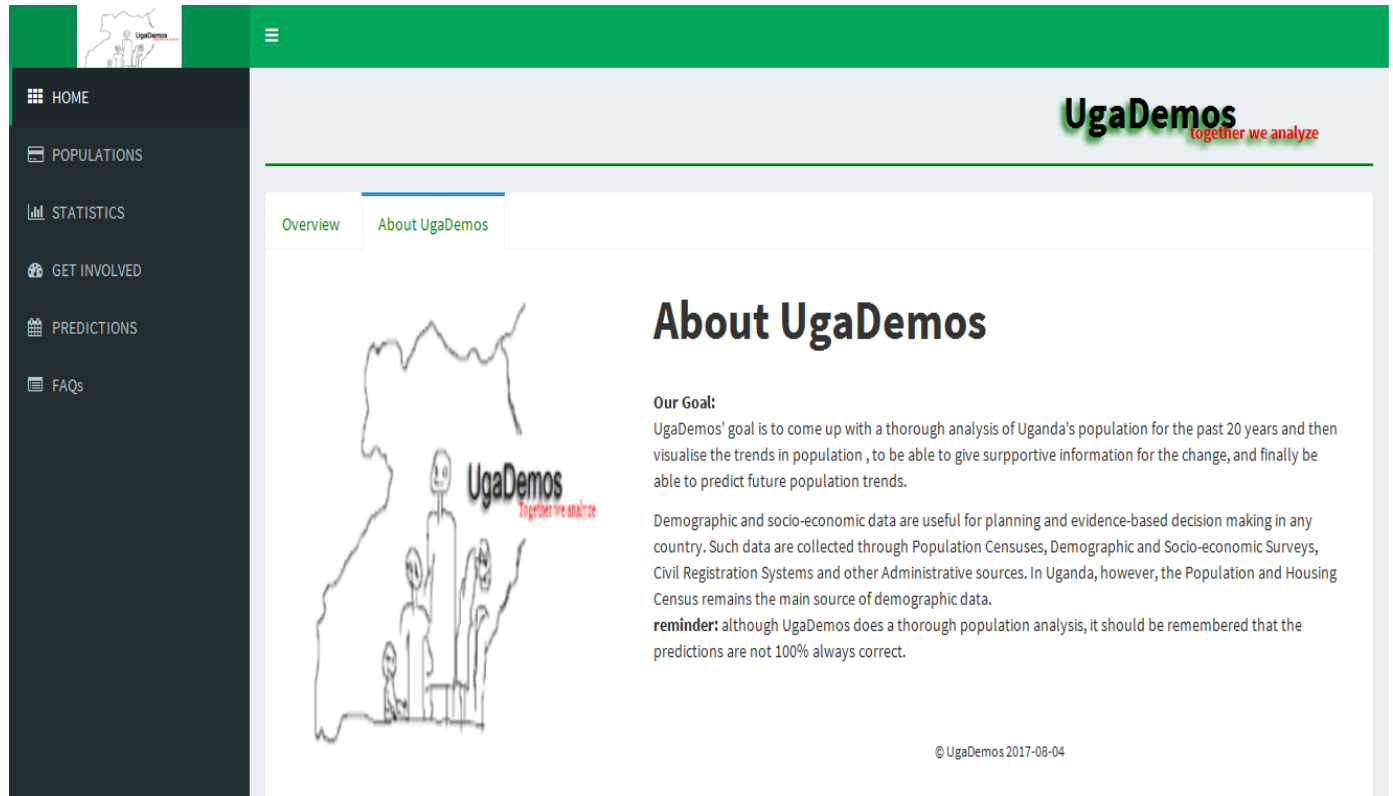 UgaDemos
Together we analyze
HOME
POPULATIONS
STATISTICS
GET INVOLVED
PREDICTIONS
FAQs
UgaDemos
together we analyze
Overview
About UgaDemos
UgaDemos
Together we analyze
About UgaDemos
Our Goal:
UgaDemos' goal is to come up with a thorough analysis of Uganda's population for the past 20 years and then
visualise the trends in population , to be able to give surpportive information for the change, and finally be
able to predict future population trends.
Demographic and socio-economic data are useful for planning and evidence-based decision making in any
country. Such data are collected through Population Censuses, Demographic and Socio-economic Surveys,
Civil Registration Systems and other Administrative sources. In Uganda, however, the Population and Housing
Census remains the main source of demographic data.
reminder: although UgaDemos does a thorough population analysis, it should be remembered that the
predictions are not 100% always correct.
© UgaDemos 2017-08-04